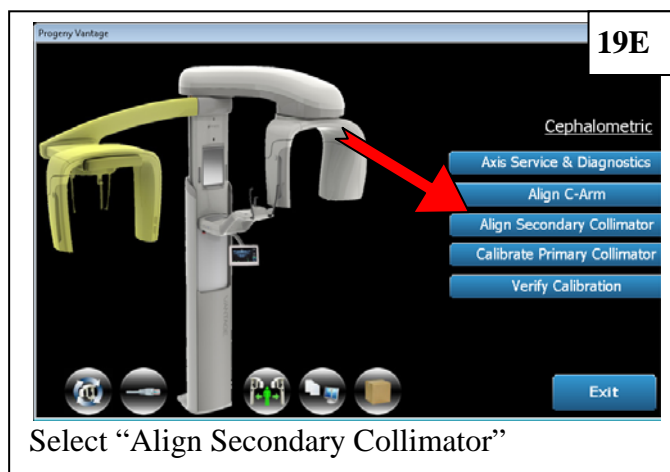 Progeny Vantage
19E
Cephalometric
Axis Service & Diagnostics
Align C-Arm
Align Secondary Collimator
Calibrate Primary Collimator
Verify Calibration
Exit
Select “Align Secondary Collimator”